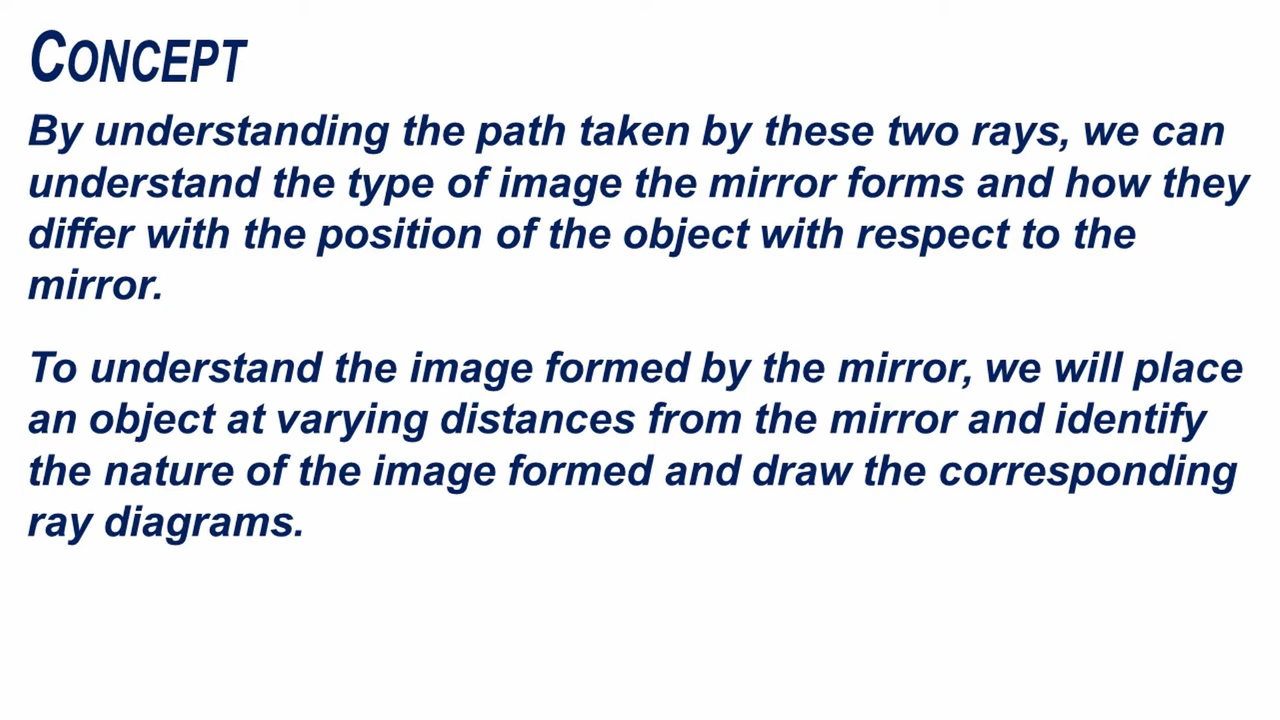 CONCEPT
By understanding the path taken by these two rays, we can
understand the type of image the mirror forms and how they
differ with the position of the object with respect to the
mirror.
To understand the image formed by the mirror, we will place
an object at varying distances from the mirror and identify
the nature of the image formed and draw the corresponding
ray diagrams.